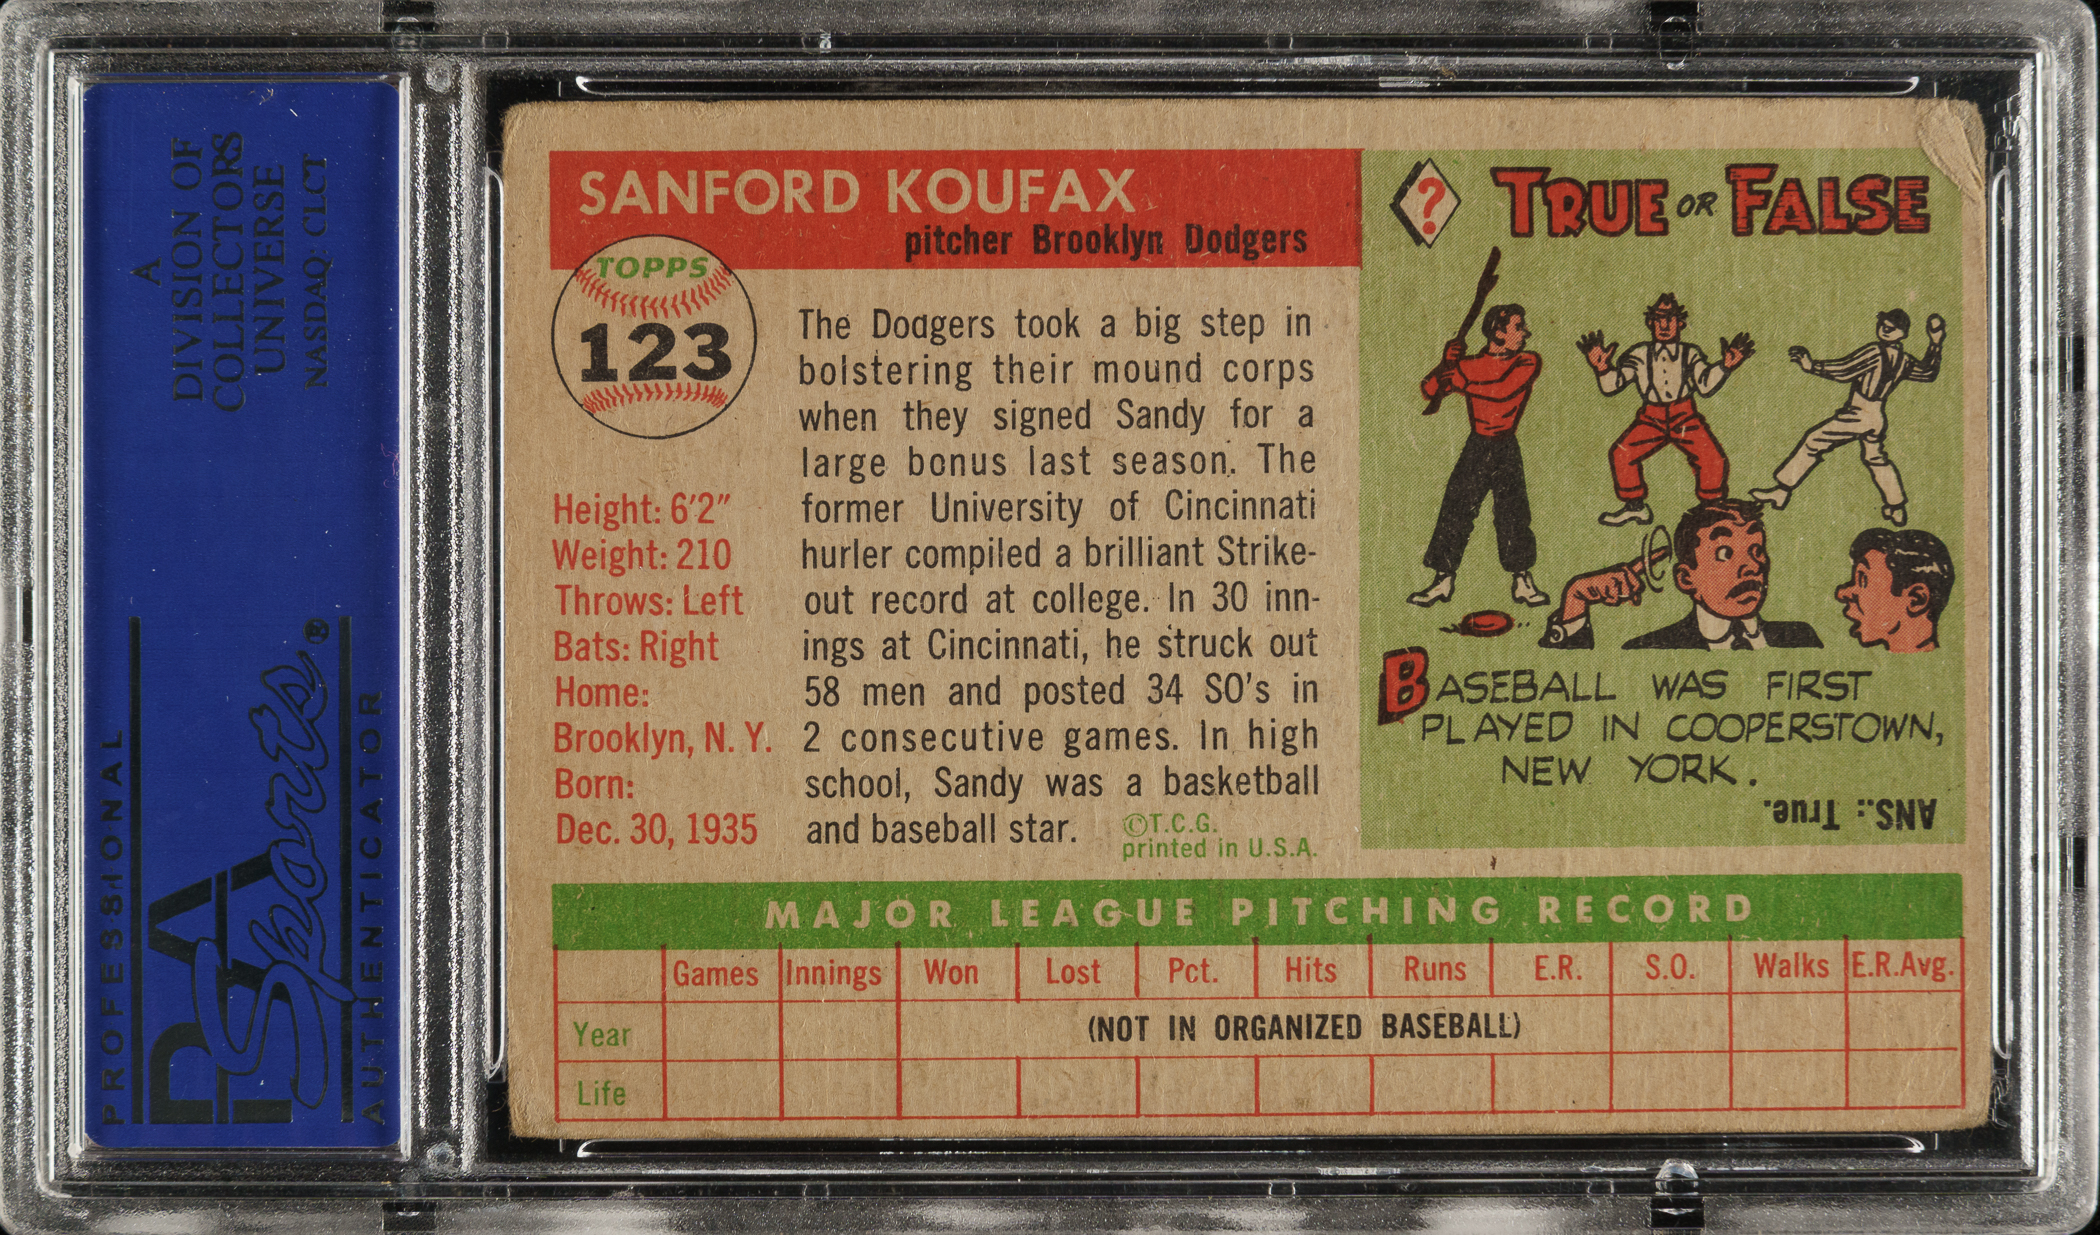 A
DIVISION OF
COLLECTORS
UNIVERSE
NASDAQ: CLCT
PROFESSIONAL
PSA
Sports®
AUTHENTICATOR
SANFORD KOUFAX
pitcher Brooklyn Dodgers
TOPPS
123
Height: 6'2"
Weight: 210
Throws: Left
Bats: Right
Home:
Brooklyn, N. Y.
Born:
Dec. 30, 1935
The Dodgers took a big step in
bolstering their mound corps
when they signed Sandy for a
large bonus last season. The
former University of Cincinnati
hurler compiled a brilliant Strike-
out record at college. In 30 inn-
ings at Cincinnati, he struck out
58 men and posted 34 SO's in
2 consecutive games. In high
school, Sandy was a basketball
and baseball star.
©T.C.G.
printed in U.S.A.
?
TRUE OR FALSE
BASEBALL WAS FIRST
PLAYED IN COOPERSTOWN,
NEW YORK.
ANS.: True.
MAJOR LEAGUE PITCHING RECORD
Games Innings Won Lost Pct. Hits Runs E.R. S.O. Walks E.R.Avg.
Year (NOT IN ORGANIZED BASEBALL)
Life